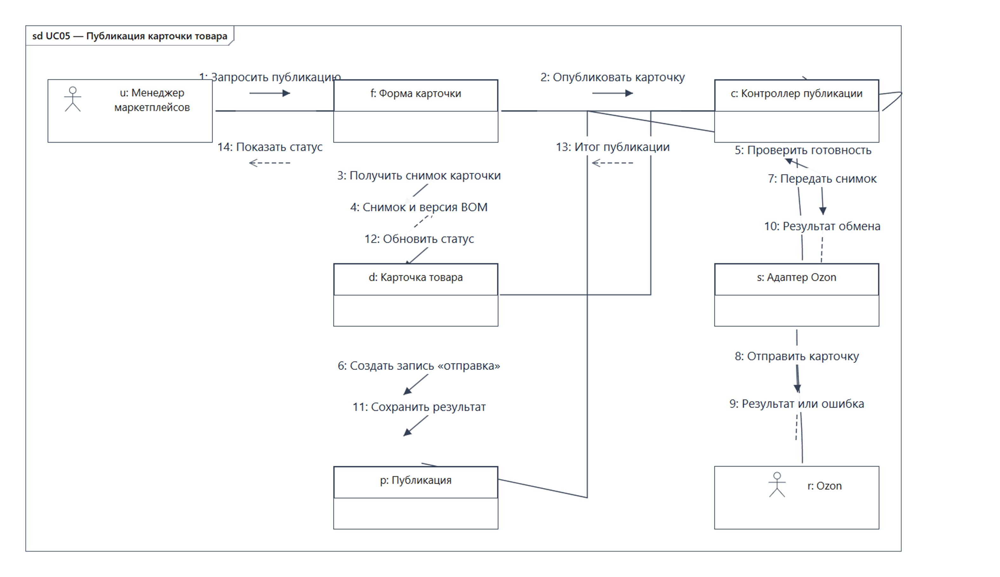 sd UC05 — Публикация карточки товара
1: Запросить публикацию
2: Опубликовать карточку
u: Менеджер
маркетплейсов
f: Форма карточки
c: Контроллер публикации
14: Показать статус
13: Итог публикации
5: Проверить готовность
3: Получить снимок карточки
7: Передать снимок
4: Снимок и версия BOM
10: Результат обмена
12: Обновить статус
d: Карточка товара
s: Адаптер Ozon
8: Отправить карточку
6: Создать запись «отправка»
9: Результат или ошибка
11: Сохранить результат
p: Публикация
r: Ozon